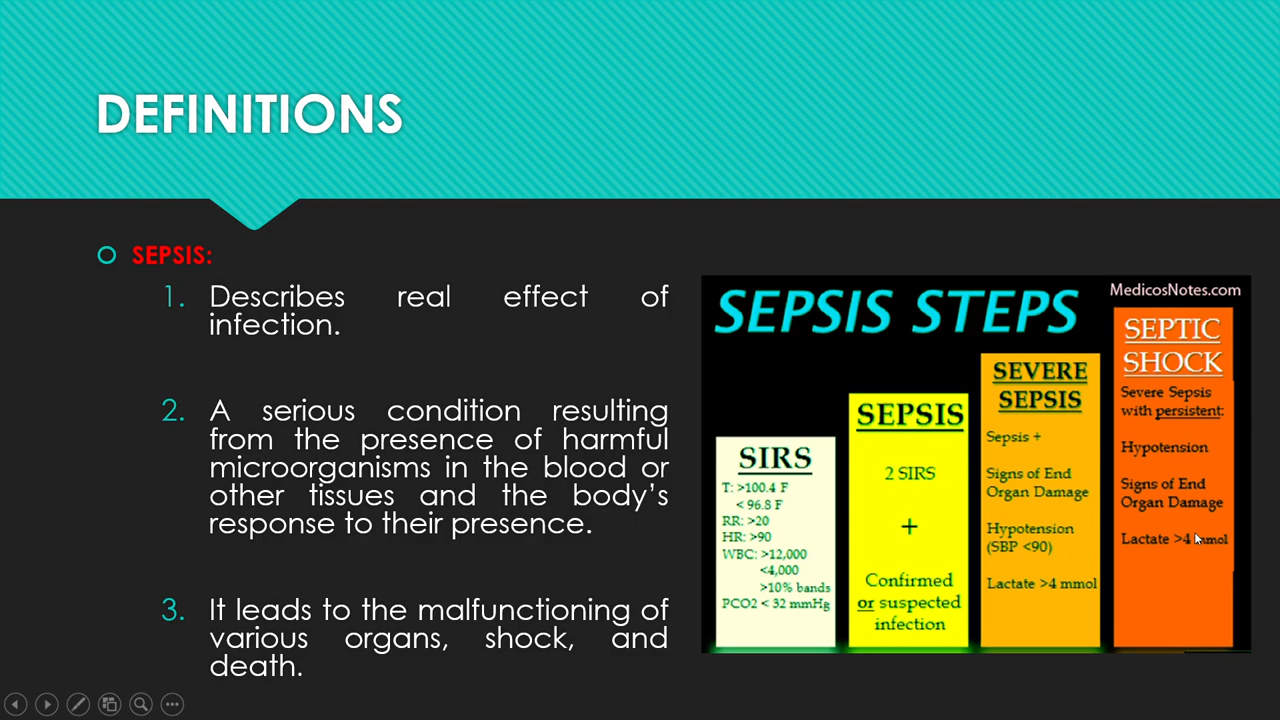 DEFINITIONS
SEPSIS:
1. Describes real effect of
infection.
2. A serious condition resulting
from the presence of harmful
microorganisms in the blood or
other tissues and the body's
response to their presence.
3. It leads to the malfunctioning of
various organs, shock, and
death.
MedicosNotes.com
SEPSIS STEPS
SIRS
T: >100.4 F
< 96.8 F
RR: >20
HR: >90
WBC: >12,000
<4,000
>10% bands
PCO2 < 32 mmHg
SEPSIS
2 SIRS
+
Confirmed
or suspected
infection
SEVERE
SEPSIS
Sepsis +
Signs of End
Organ Damage
Hypotension
(SBP <90)
Lactate >4 mmol
SEPTIC
SHOCK
Severe Sepsis
with persistent:
Hypotension
Signs of End
Organ Damage
Lactate >4 mmol